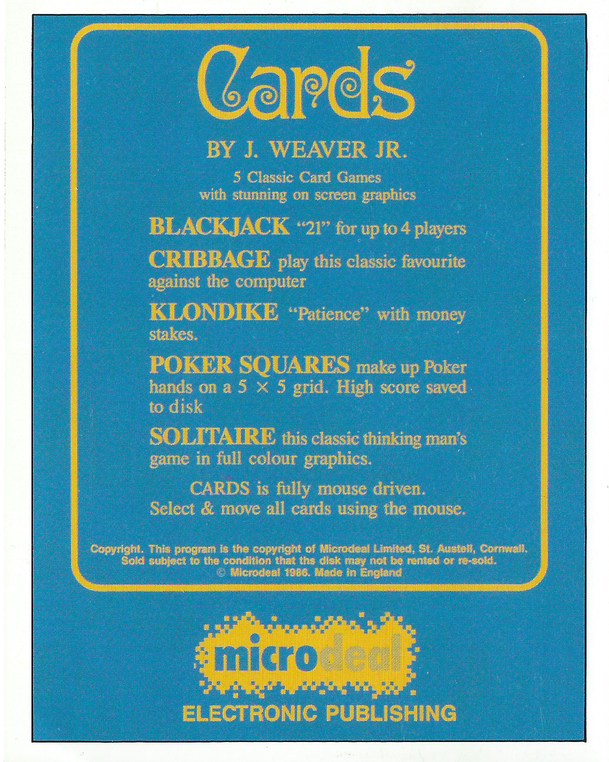 Cards
BY J. WEAVER JR.
5 Classic Card Games
with stunning on screen graphics
BLACKJACK “21” for up to 4 players
CRIBBAGE play this classic favourite
against the computer
KLONDIKE “Patience” with money
stakes.
POKER SQUARES make up Poker
hands on a 5 × 5 grid. High score saved
to disk
SOLITAIRE this classic thinking man's
game in full colour graphics.
CARDS is fully mouse driven.
Select & move all cards using the mouse.
Copyright. This program is the copyright of Microdeal Limited, St. Austell, Cornwall.
Sold subject to the condition that ths disk may not be rented or re-sold.
© Microdeal 1986. Made in England
microdeal
ELECTRONIC PUBLISHING